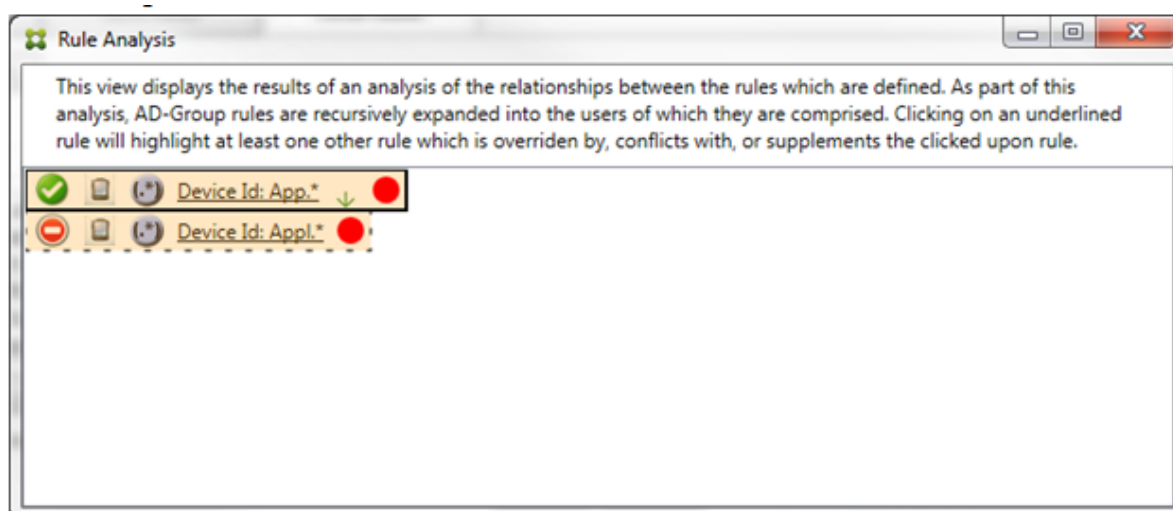 Rule Analysis
This view displays the results of an analysis of the relationships between the rules which are defined. As part of this
analysis, AD-Group rules are recursively expanded into the users of which they are comprised. Clicking on an underlined
rule will highlight at least one other rule which is overriden by, conflicts with, or supplements the clicked upon rule.
(.*) Device Id: App.*
(.*) Device Id: Appl.*